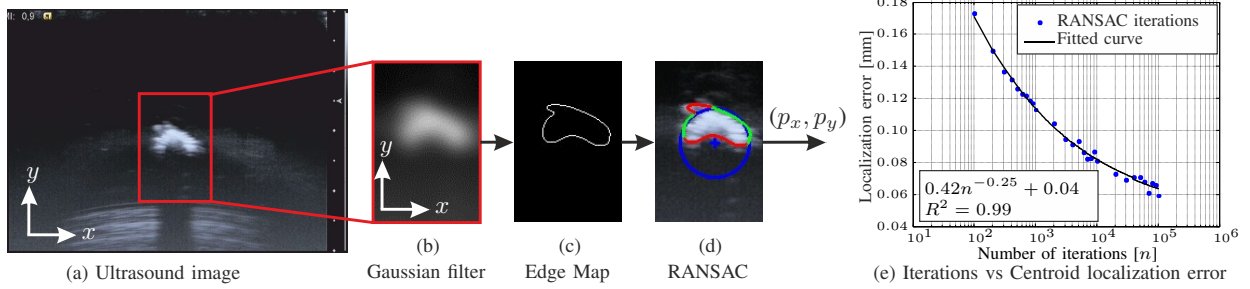 MI: 0.9
y
x
(a) Ultrasound image
y
x
(b)
Gaussian filter
(c)
Edge Map
(d)
RANSAC
(p_x, p_y)
Localization error [mm]
0.18
0.16
0.14
0.12
0.10
0.08
0.06
0.04
RANSAC iterations
Fitted curve
0.42n^{-0.25} + 0.04
R^2 = 0.99
10^1 10^2 10^3 10^4 10^5 10^6
Number of iterations [n]
(e) Iterations vs Centroid localization error